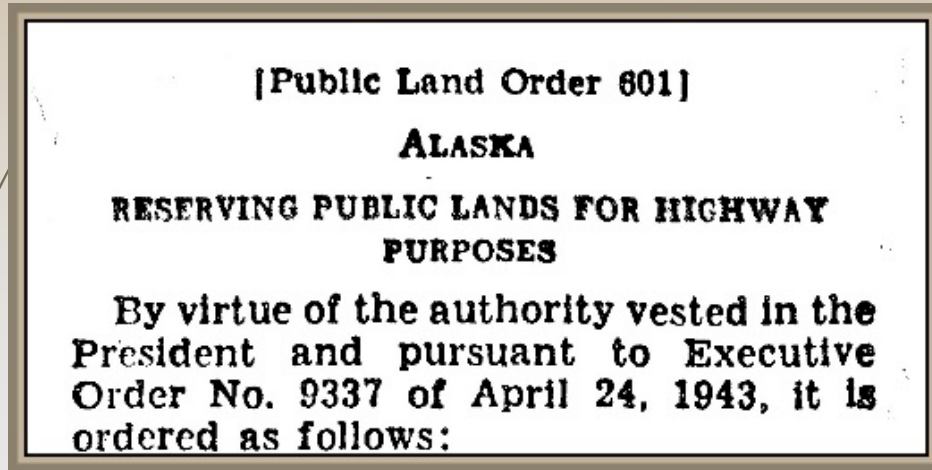 [Public Land Order 601]
ALASKA
RESERVING PUBLIC LANDS FOR HIGHWAY
PURPOSES
By virtue of the authority vested in the
President and pursuant to Executive
Order No. 9337 of April 24, 1943, it is
ordered as follows: